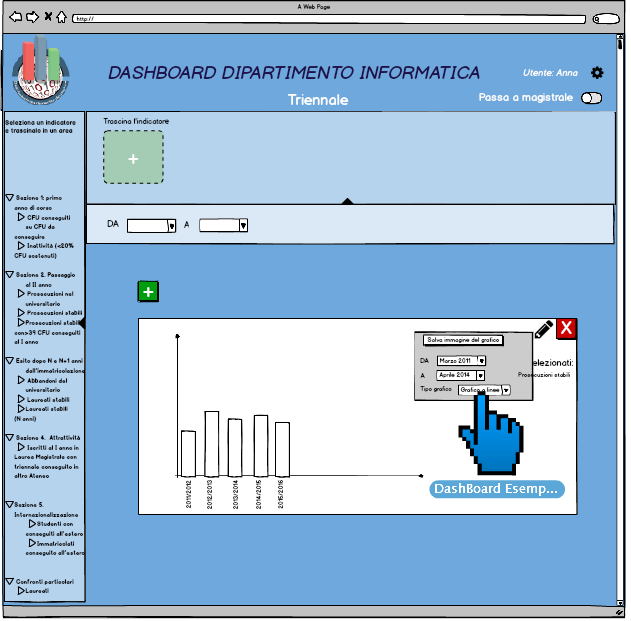 A Web Page
http://
DASHBOARD DIPARTIMENTO INFORMATICA
Utente: Anna
Triennale
Passa a magistrale
Seleziona un indicatore
e trascinalo in un area
Sezione 1: primo
anno di corso
CFU conseguiti
su CFU da
conseguire
Inattività (<20%
CFU sostenuti)
Sezione 2. Passaggio
al II anno
Prosecuzioni nel
universitario
Prosecuzioni stabili
Prosecuzioni stabili
con>39 CFU conseguiti
al I anno
Esito dopo N e N+1 anni
dall'immatricolazione
Abbandoni del
universitario
Laureati stabili
Laureati stabili
(N anni)
Sezione 4. Attrattività
Iscritti al I anno in
Laurea Magistrale con
triennale conseguito in
altro Ateneo
Sezione 5.
Internazionalizzazione
Studenti con
conseguiti all'estero
Immatricolati
conseguito all'estero
Confronti particolari
Laureati
Trascina l'indicatore
+
DA
A
+
X
Salva immagine del grafico
DA
Marzo 2011
A
Aprile 2014
Tipo grafico
Grafico a linee
elezionati:
Prosecuzioni stabili
DashBoard Esemp...
2011/2012
2012/2013
2013/2014
2014/2015
2015/2016